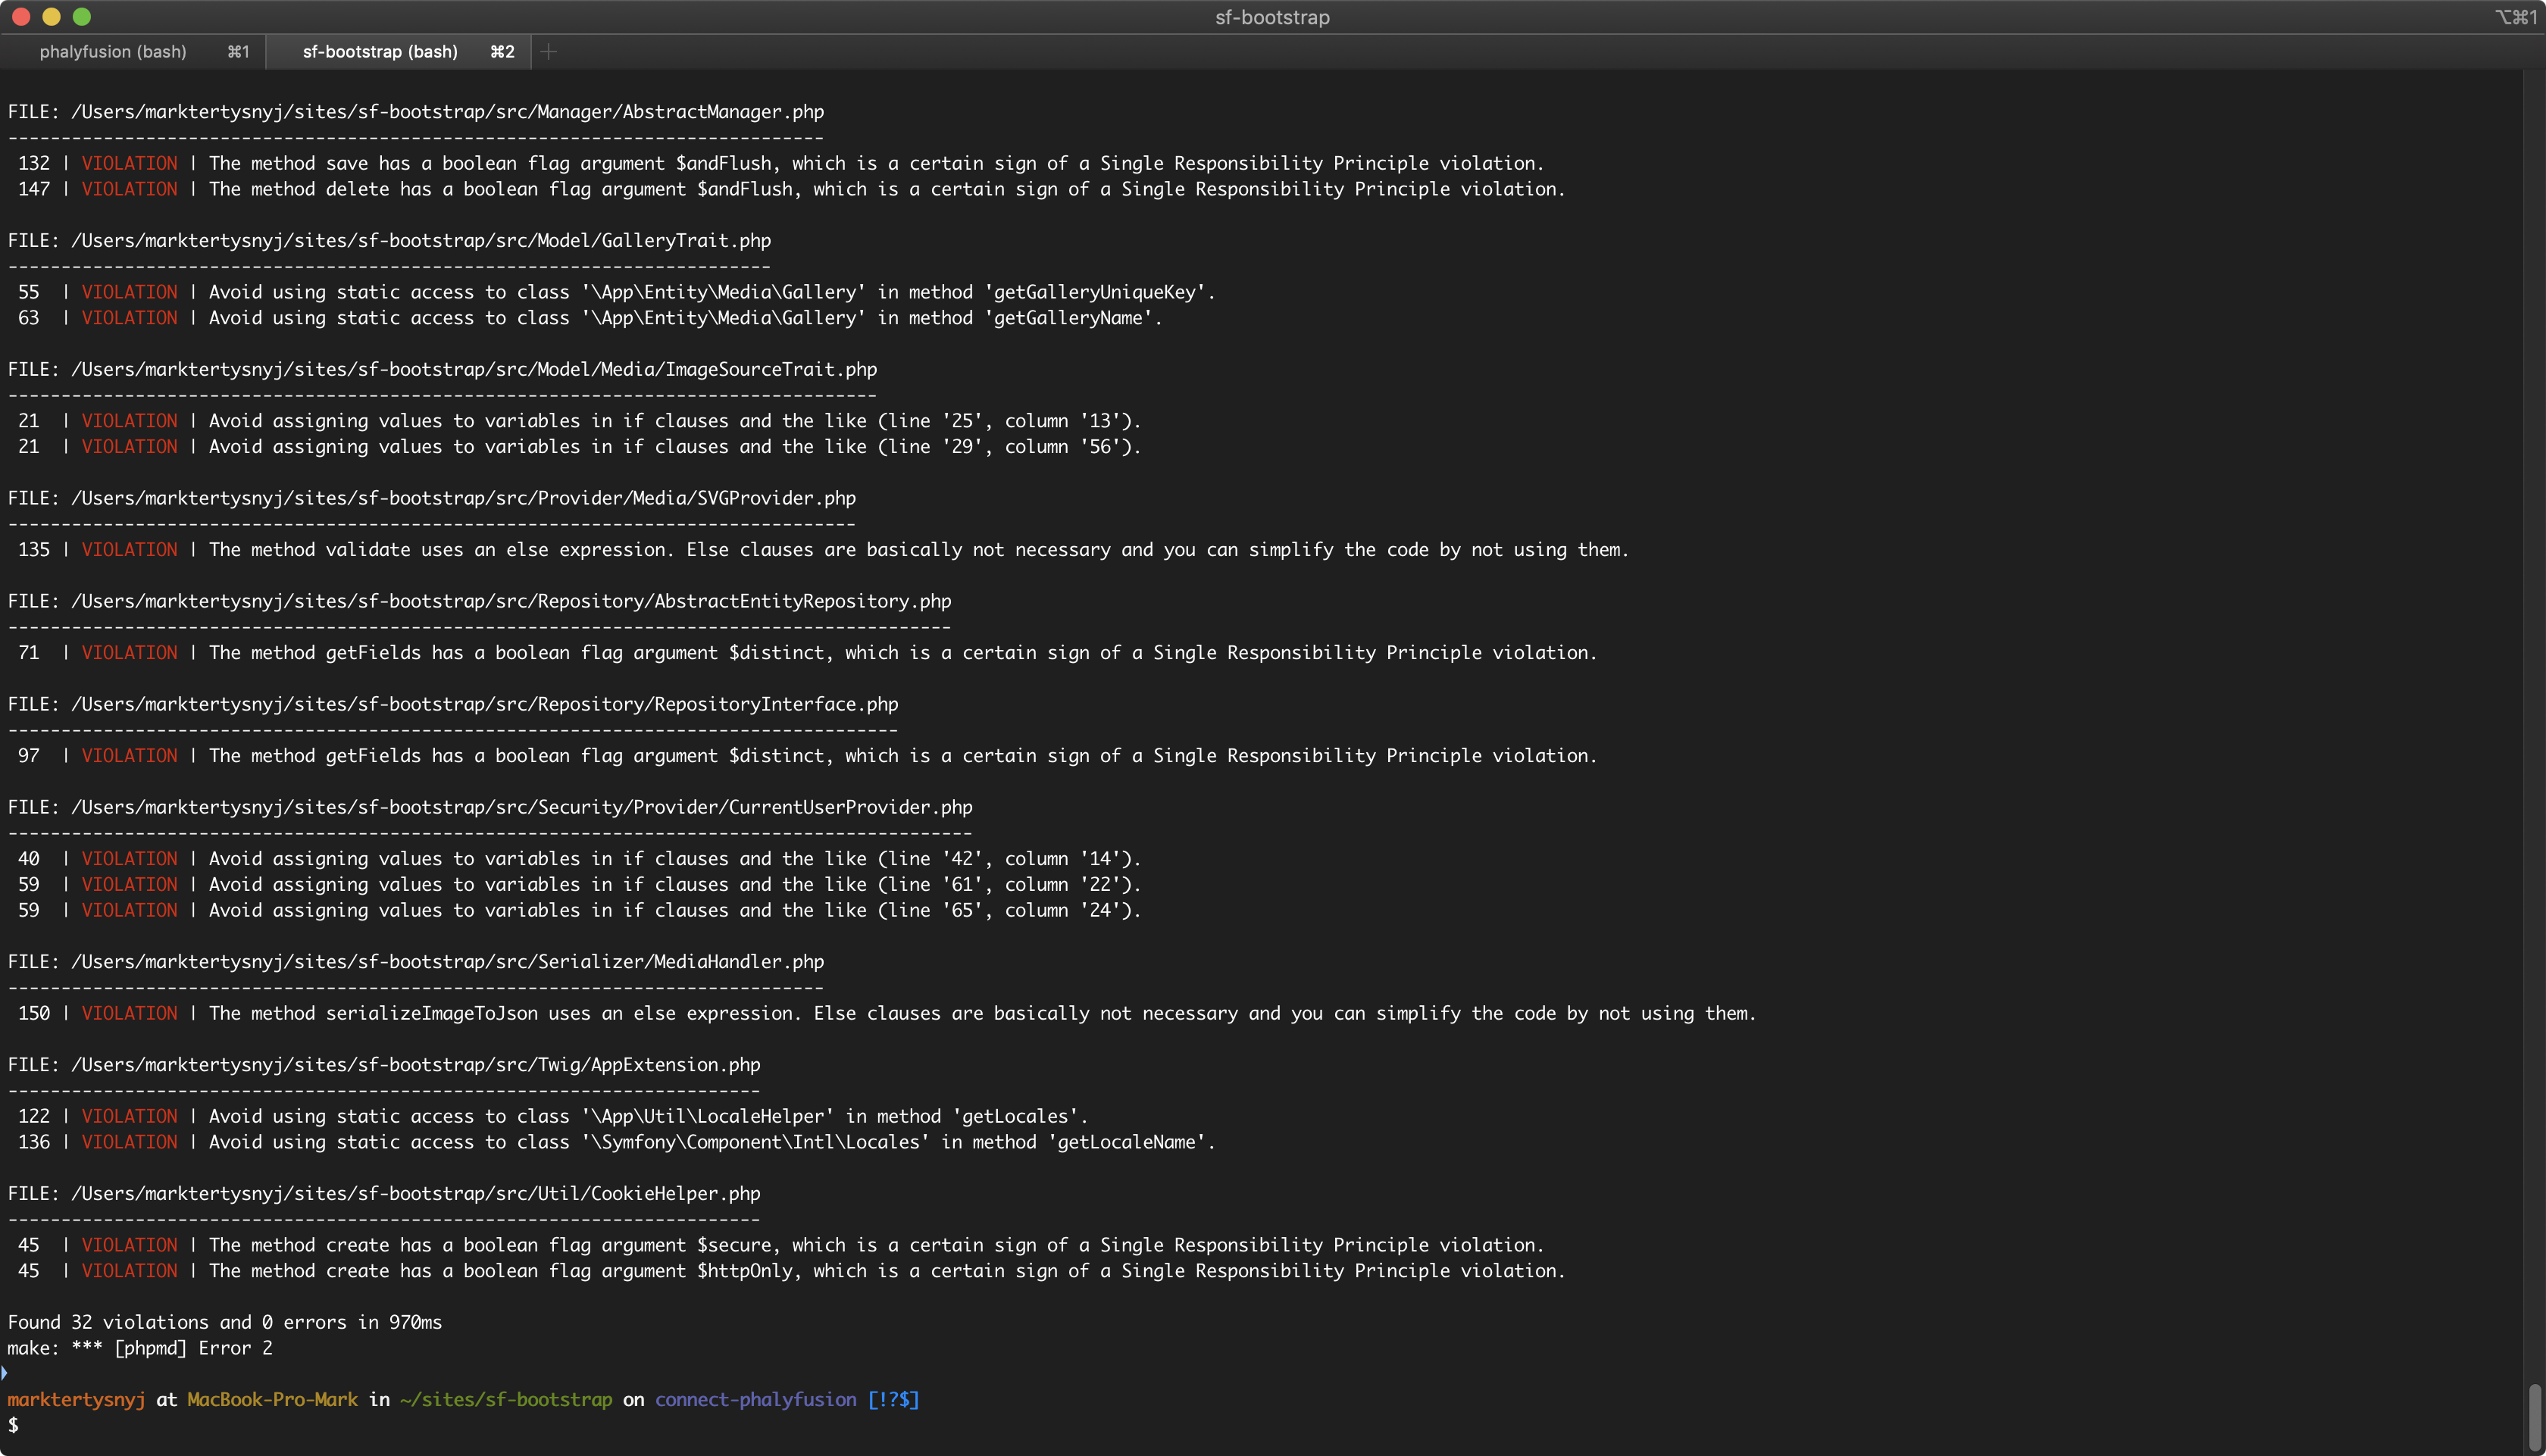 sf-bootstrap
⌥⌘1
phalyfusion (bash) ⌘1 sf-bootstrap (bash) ⌘2 +
FILE: /Users/marktertysnyj/sites/sf-bootstrap/src/Manager/AbstractManager.php
-----------------------------------------------------------------------------
132 | VIOLATION | The method save has a boolean flag argument $andFlush, which is a certain sign of a Single Responsibility Principle violation.
147 | VIOLATION | The method delete has a boolean flag argument $andFlush, which is a certain sign of a Single Responsibility Principle violation.
FILE: /Users/marktertysnyj/sites/sf-bootstrap/src/Model/GalleryTrait.php
------------------------------------------------------------------------
55 | VIOLATION | Avoid using static access to class '\App\Entity\Media\Gallery' in method 'getGalleryUniqueKey'.
63 | VIOLATION | Avoid using static access to class '\App\Entity\Media\Gallery' in method 'getGalleryName'.
FILE: /Users/marktertysnyj/sites/sf-bootstrap/src/Model/Media/ImageSourceTrait.php
----------------------------------------------------------------------------------
21 | VIOLATION | Avoid assigning values to variables in if clauses and the like (line '25', column '13').
21 | VIOLATION | Avoid assigning values to variables in if clauses and the like (line '29', column '56').
FILE: /Users/marktertysnyj/sites/sf-bootstrap/src/Provider/Media/SVGProvider.php
--------------------------------------------------------------------------------
135 | VIOLATION | The method validate uses an else expression. Else clauses are basically not necessary and you can simplify the code by not using them.
FILE: /Users/marktertysnyj/sites/sf-bootstrap/src/Repository/AbstractEntityRepository.php
-----------------------------------------------------------------------------------------
71 | VIOLATION | The method getFields has a boolean flag argument $distinct, which is a certain sign of a Single Responsibility Principle violation.
FILE: /Users/marktertysnyj/sites/sf-bootstrap/src/Repository/RepositoryInterface.php
------------------------------------------------------------------------------------
97 | VIOLATION | The method getFields has a boolean flag argument $distinct, which is a certain sign of a Single Responsibility Principle violation.
FILE: /Users/marktertysnyj/sites/sf-bootstrap/src/Security/Provider/CurrentUserProvider.php
-------------------------------------------------------------------------------------------
40 | VIOLATION | Avoid assigning values to variables in if clauses and the like (line '42', column '14').
59 | VIOLATION | Avoid assigning values to variables in if clauses and the like (line '61', column '22').
59 | VIOLATION | Avoid assigning values to variables in if clauses and the like (line '65', column '24').
FILE: /Users/marktertysnyj/sites/sf-bootstrap/src/Serializer/MediaHandler.php
-----------------------------------------------------------------------------
150 | VIOLATION | The method serializeImageToJson uses an else expression. Else clauses are basically not necessary and you can simplify the code by not using them.
FILE: /Users/marktertysnyj/sites/sf-bootstrap/src/Twig/AppExtension.php
-----------------------------------------------------------------------
122 | VIOLATION | Avoid using static access to class '\App\Util\LocaleHelper' in method 'getLocales'.
136 | VIOLATION | Avoid using static access to class '\Symfony\Component\Intl\Locales' in method 'getLocaleName'.
FILE: /Users/marktertysnyj/sites/sf-bootstrap/src/Util/CookieHelper.php
-----------------------------------------------------------------------
45 | VIOLATION | The method create has a boolean flag argument $secure, which is a certain sign of a Single Responsibility Principle violation.
45 | VIOLATION | The method create has a boolean flag argument $httpOnly, which is a certain sign of a Single Responsibility Principle violation.
Found 32 violations and 0 errors in 970ms
make: *** [phpmd] Error 2
marktertysnyj at MacBook-Pro-Mark in ~/sites/sf-bootstrap on connect-phalyfusion [!?$]
$